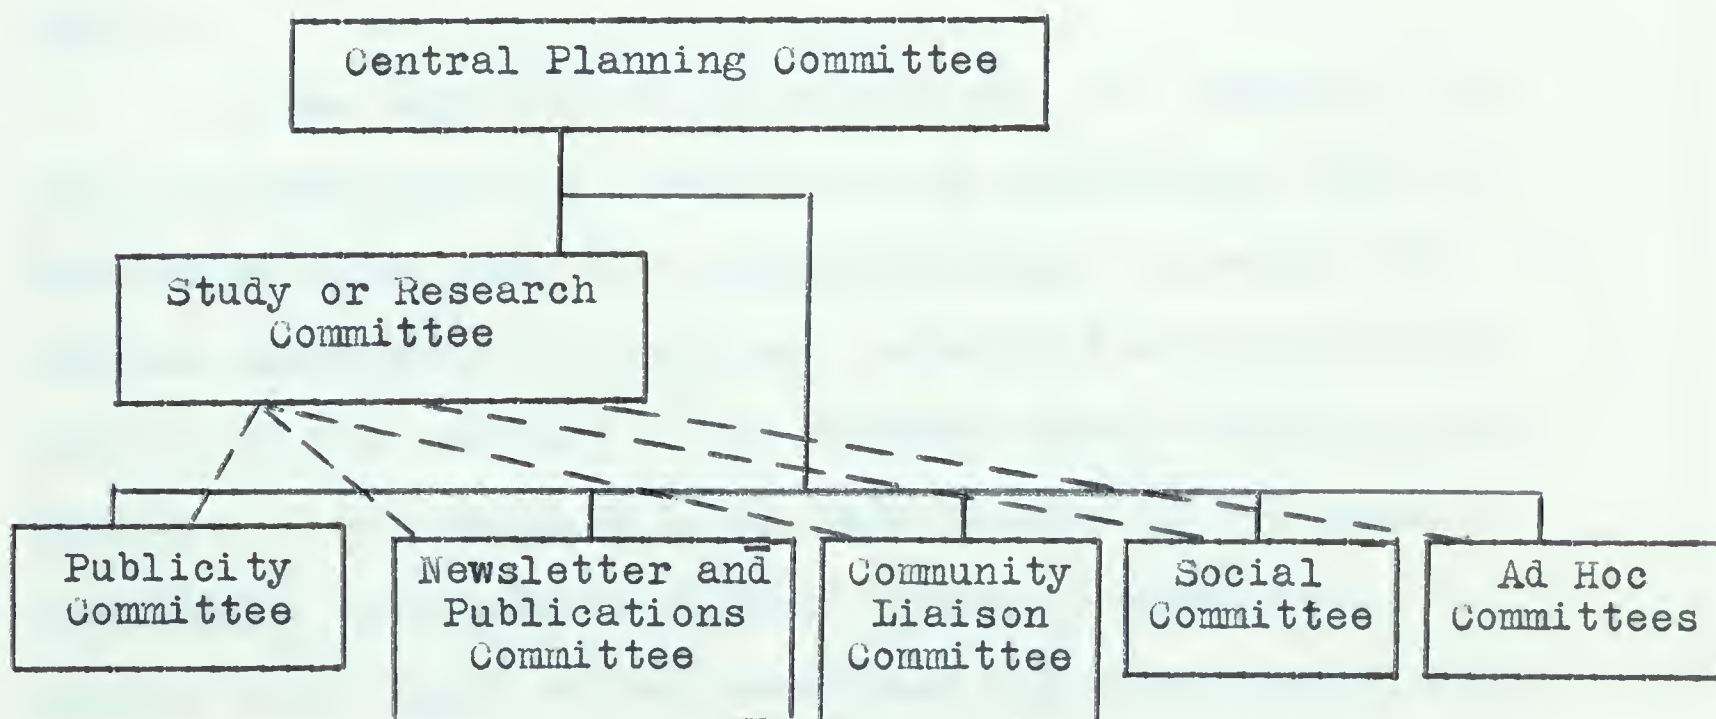 Central Planning Committee
Study or Research
Committee
Publicity
Committee
Newsletter and
Publications
Committee
Community
Liaison
Committee
Social
Committee
Ad Hoc
Committees